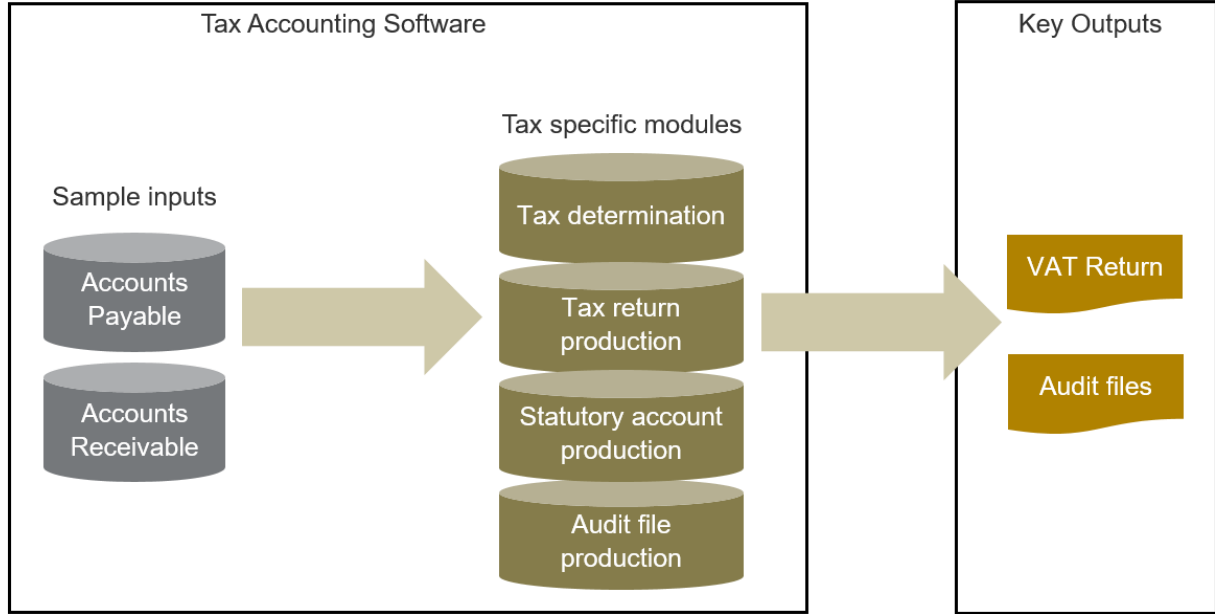 Tax Accounting Software
Key Outputs
Sample inputs
Accounts
Payable
Accounts
Receivable
Tax specific modules
Tax determination
Tax return
production
Statutory account
production
Audit file
production
VAT Return
Audit files